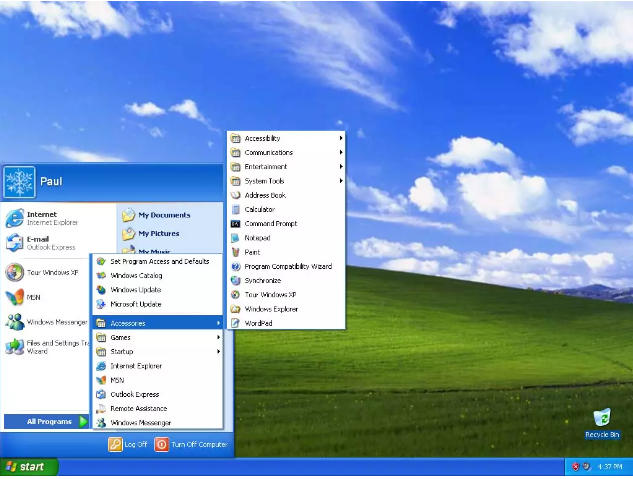 Paul
Internet
Internet Explorer
E-mail
Outlook Express
Tour Windows XP
MSN
Windows Messenger
Files and Settings Tra
Wizard
All Programs
My Documents
My Pictures
My Music
Set Program Access and Defaults
Windows Catalog
Windows Update
Microsoft Update
Accessories
Games
Startup
Internet Explorer
MSN
Outlook Express
Remote Assistance
Windows Messenger
Accessibility
Communications
Entertainment
System Tools
Address Book
Calculator
Command Prompt
Notepad
Paint
Program Compatibility Wizard
Synchronize
Tour Windows XP
Windows Explorer
WordPad
Log Off
Turn Off Computer
Recycle Bin
start
4:37 PM